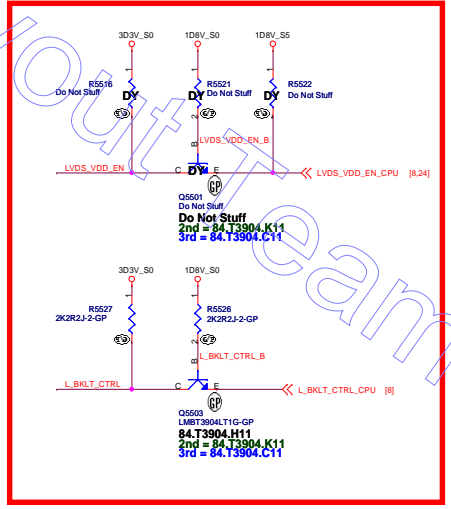 3D3V_S0 1D8V_S0 1D8V_S5
1 1 1
R5516 R5521 R5522
Do Not Stuff DY DY Do Not Stuff DY Do Not Stuff
2 2 2
LVDS_VDD_EN_B
B
LVDS_VDD_EN C DY E LVDS_VDD_EN_CPU [8,24]
GP
Q5501
Do Not Stuff
Do Not Stuff
2nd = 84.T3904.K11
3rd = 84.T3904.C11
3D3V_S0 1D8V_S0
1 1
R5527 R5526
2K2R2J-2-GP 2K2R2J-2-GP
2 2
L_BKLT_CTRL_B
B
L_BKLT_CTRL C E L_BKLT_CTRL_CPU [8]
GP
Q5503
LMBT3904LT1G-GP
84.T3904.H11
2nd = 84.T3904.K11
3rd = 84.T3904.C11
out Team